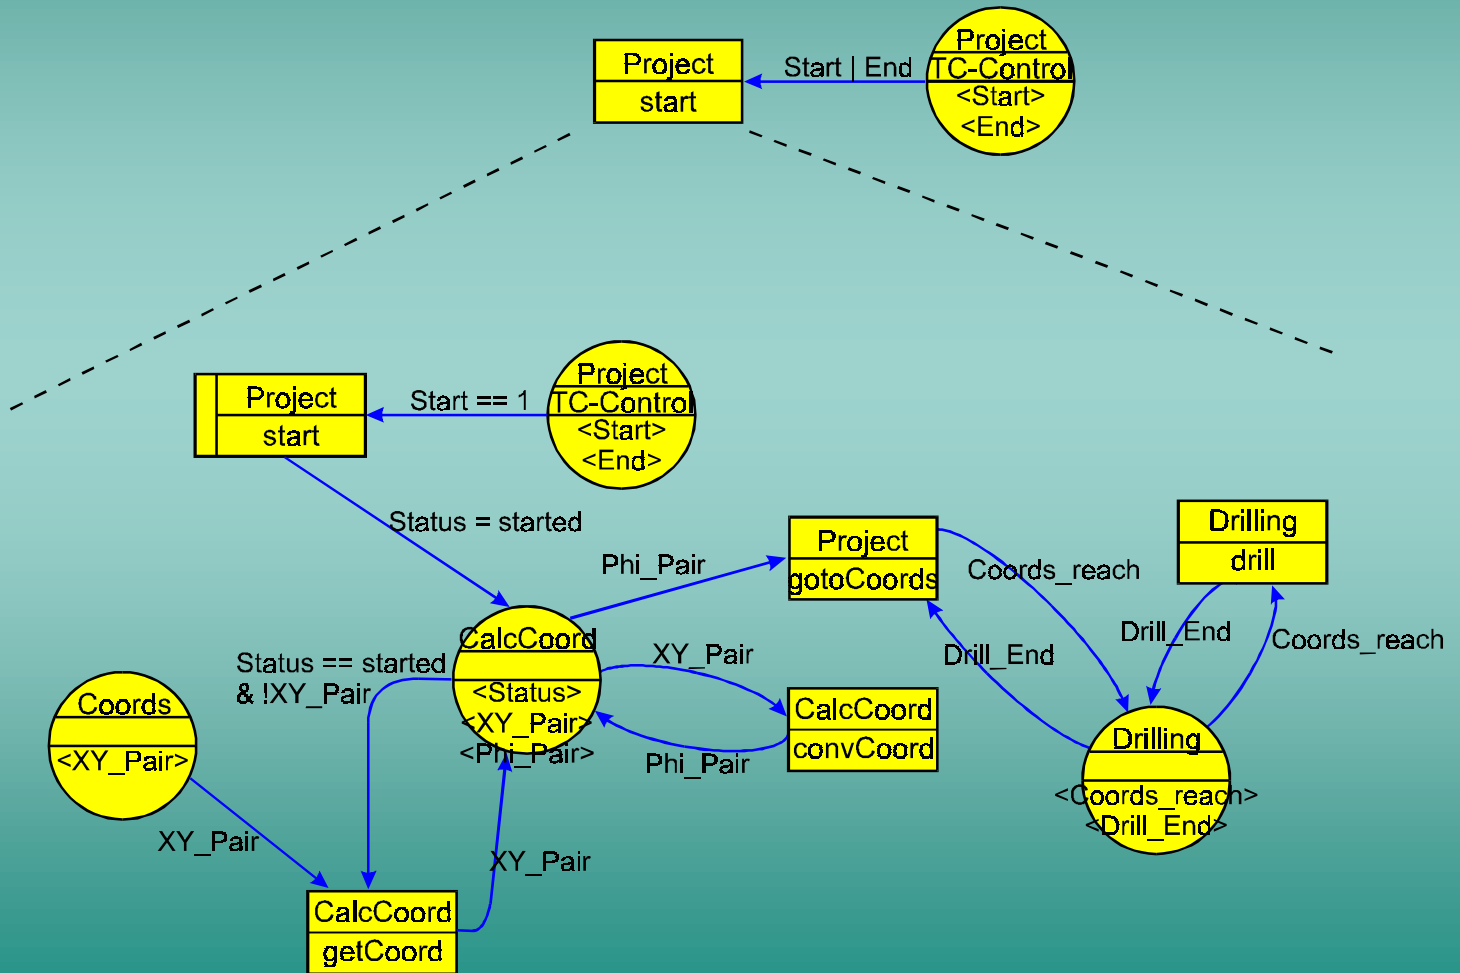 Project
start
Start | End
Project
TC-Control
<Start>
<End>
Project
start
Start == 1
Project
TC-Control
<Start>
<End>
Status = started
Phi_Pair
Project
gotoCoords
Coords_reach
Drilling
drill
Drill_End
Coords_reach
Drill_End
CalcCoord
<Status>
<XY_Pair>
<Phi_Pair>
Status == started
& !XY_Pair
XY_Pair
CalcCoord
convCoord
Phi_Pair
Coords
<XY_Pair>
Drilling
<Coords_reach>
<Drill_End>
XY_Pair
XY_Pair
CalcCoord
getCoord